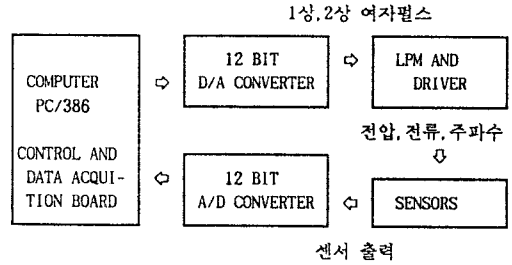 1상,2상 여자펄스
COMPUTER
PC/386
CONTROL AND
DATA ACQUI-
TION BOARD
12 BIT
D/A CONVERTER
LPM AND
DRIVER
전압,전류,주파수
12 BIT
A/D CONVERTER
SENSORS
센서 출력